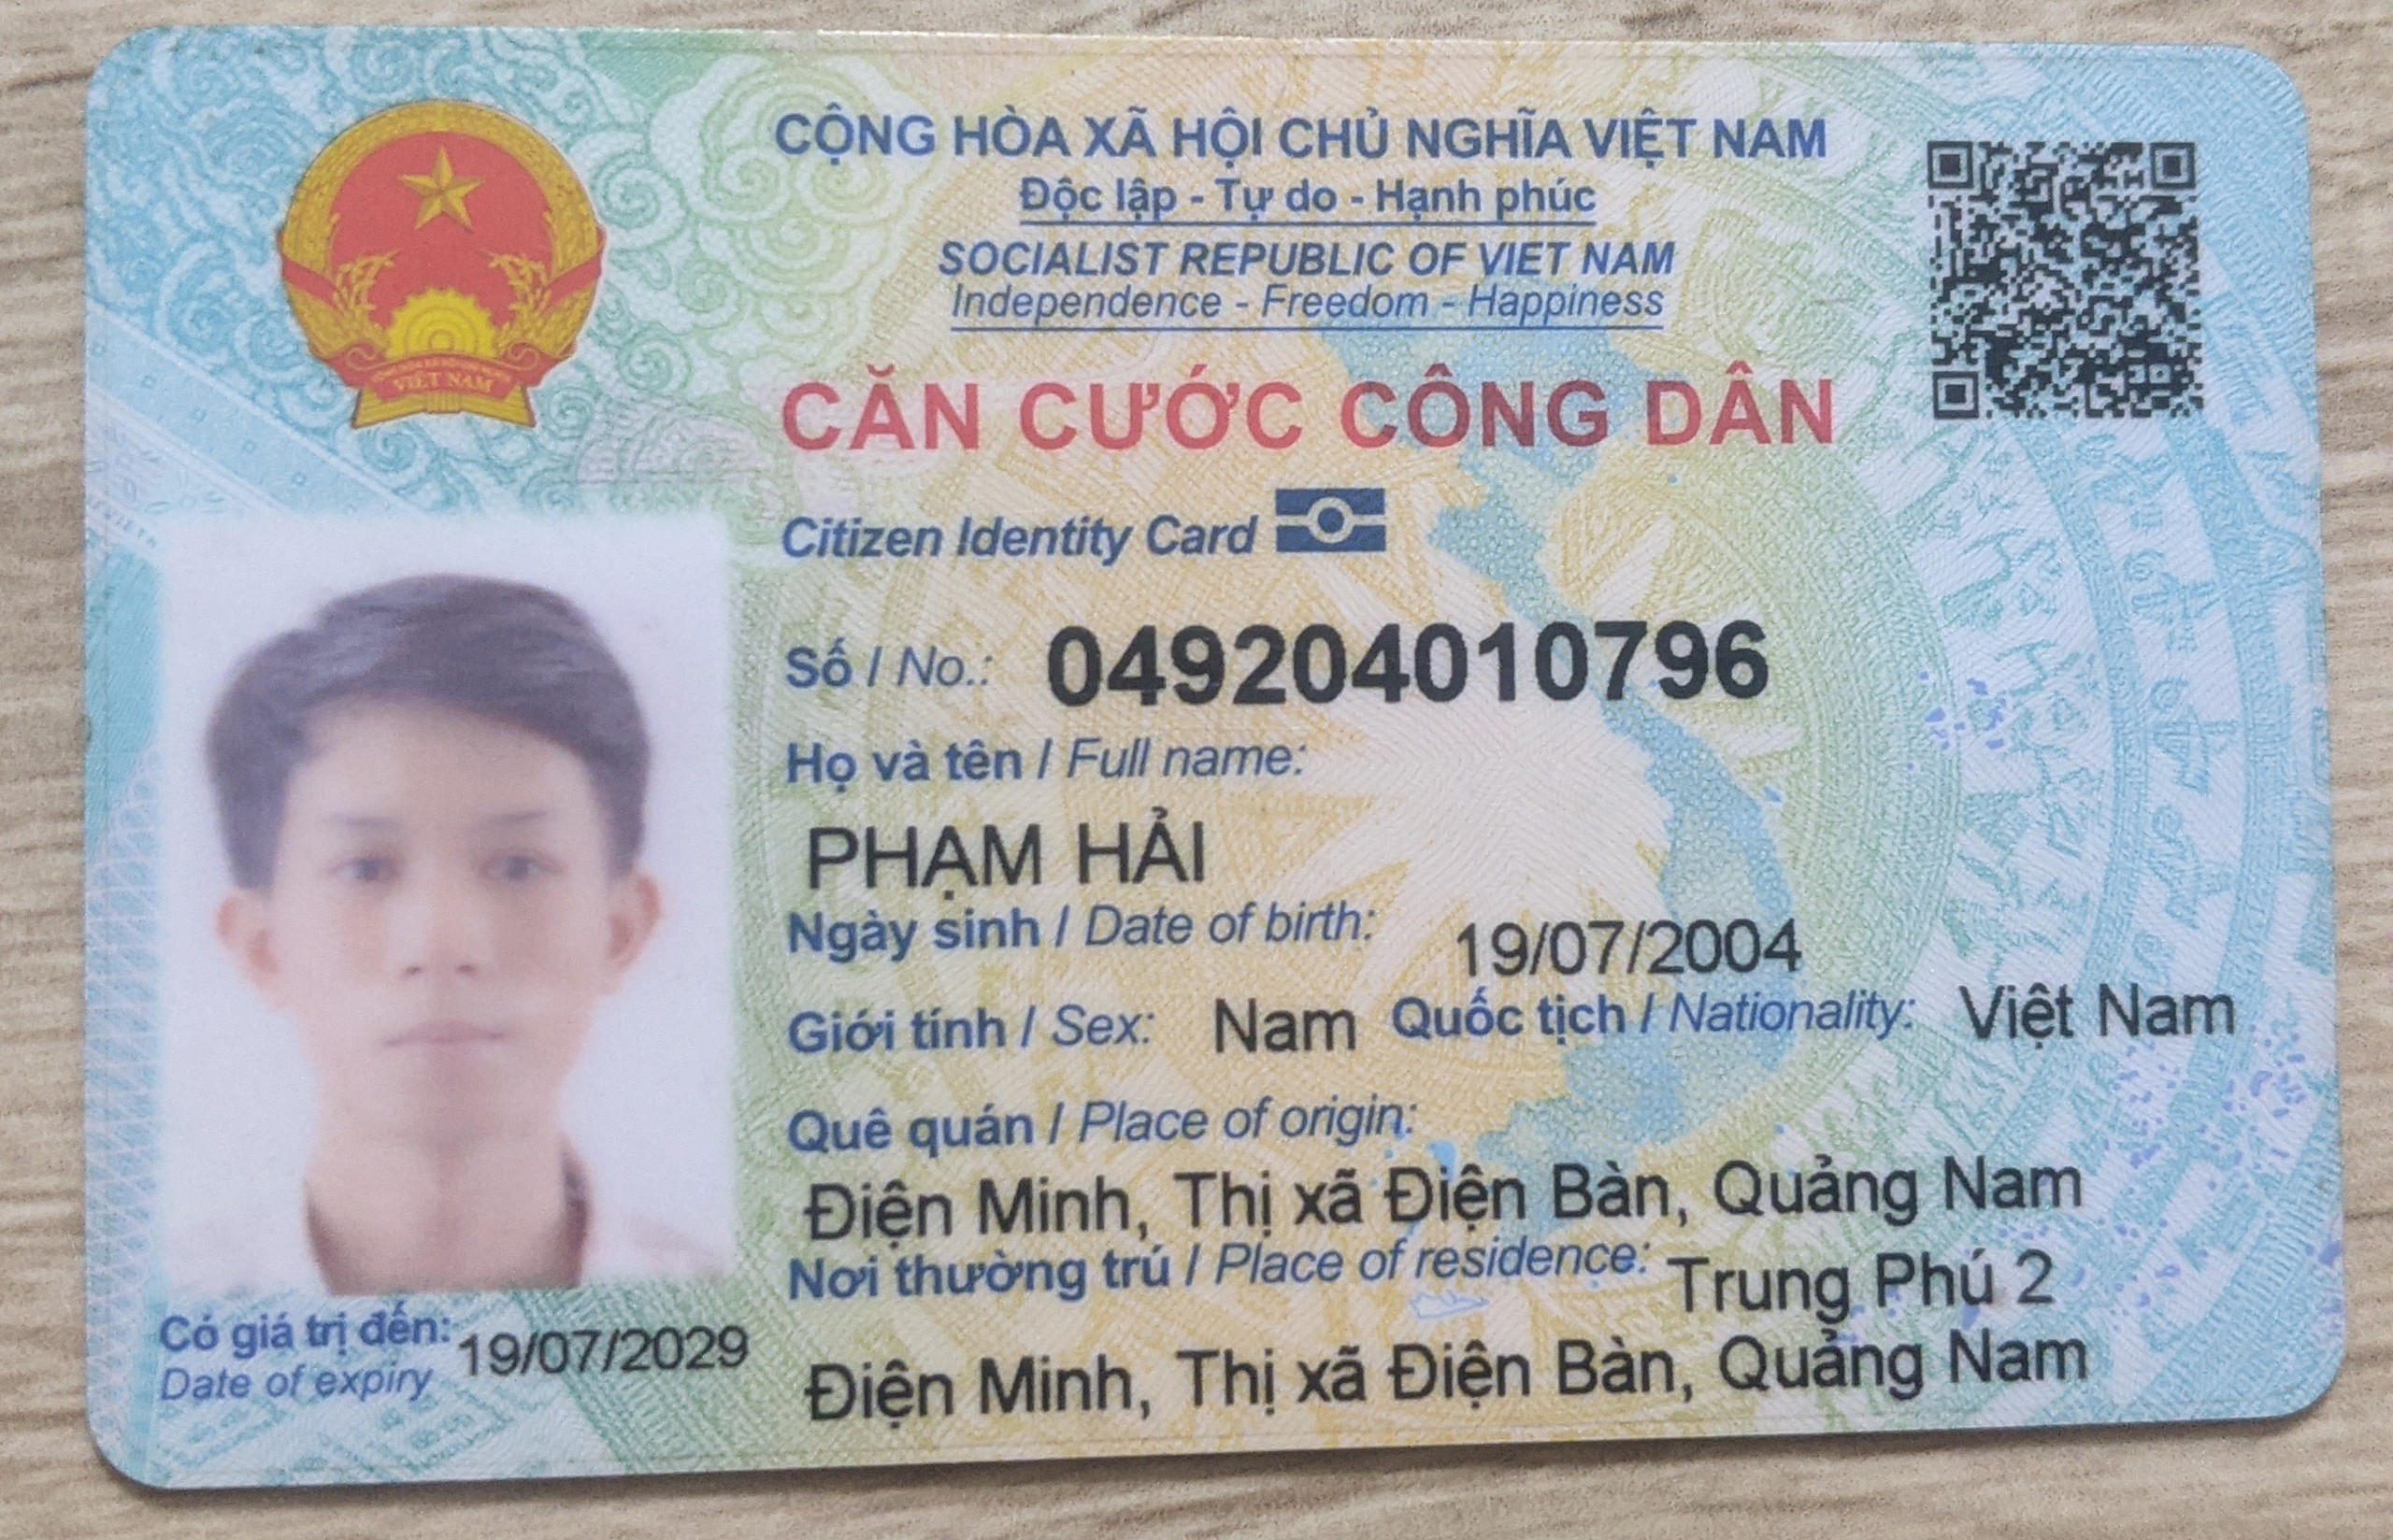 CỘNG HÒA XÃ HỘI CHỦ NGHĨA VIỆT NAM
Độc lập - Tự do - Hạnh phúc
SOCIALIST REPUBLIC OF VIET NAM
Independence - Freedom - Happiness
VIỆT NAM
CĂN CƯỚC CÔNG DÂN
Citizen Identity Card
Số / No.: 049204010796
Họ và tên / Full name:
PHẠM HẢI
Ngày sinh / Date of birth: 19/07/2004
Giới tính / Sex: Nam Quốc tịch / Nationality: Việt Nam
Quê quán / Place of origin:
Điện Minh, Thị xã Điện Bàn, Quảng Nam
Nơi thường trú / Place of residence: Trung Phú 2
Điện Minh, Thị xã Điện Bàn, Quảng Nam
Có giá trị đến: 19/07/2029
Date of expiry